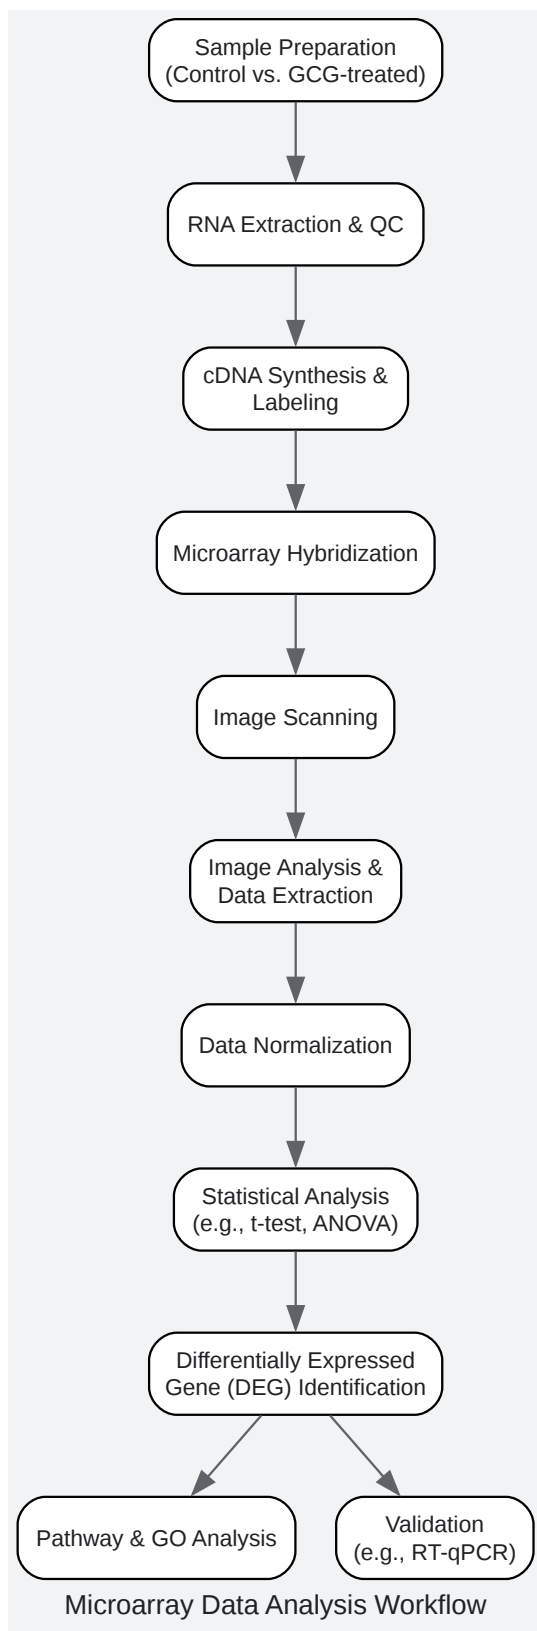 Sample Preparation
(Control vs. GCG-treated)
RNA Extraction & QC
cDNA Synthesis &
Labeling
Microarray Hybridization
Image Scanning
Image Analysis &
Data Extraction
Data Normalization
Statistical Analysis
(e.g., t-test, ANOVA)
Differentially Expressed
Gene (DEG) Identification
Pathway & GO Analysis
Validation
(e.g., RT-qPCR)
Microarray Data Analysis Workflow